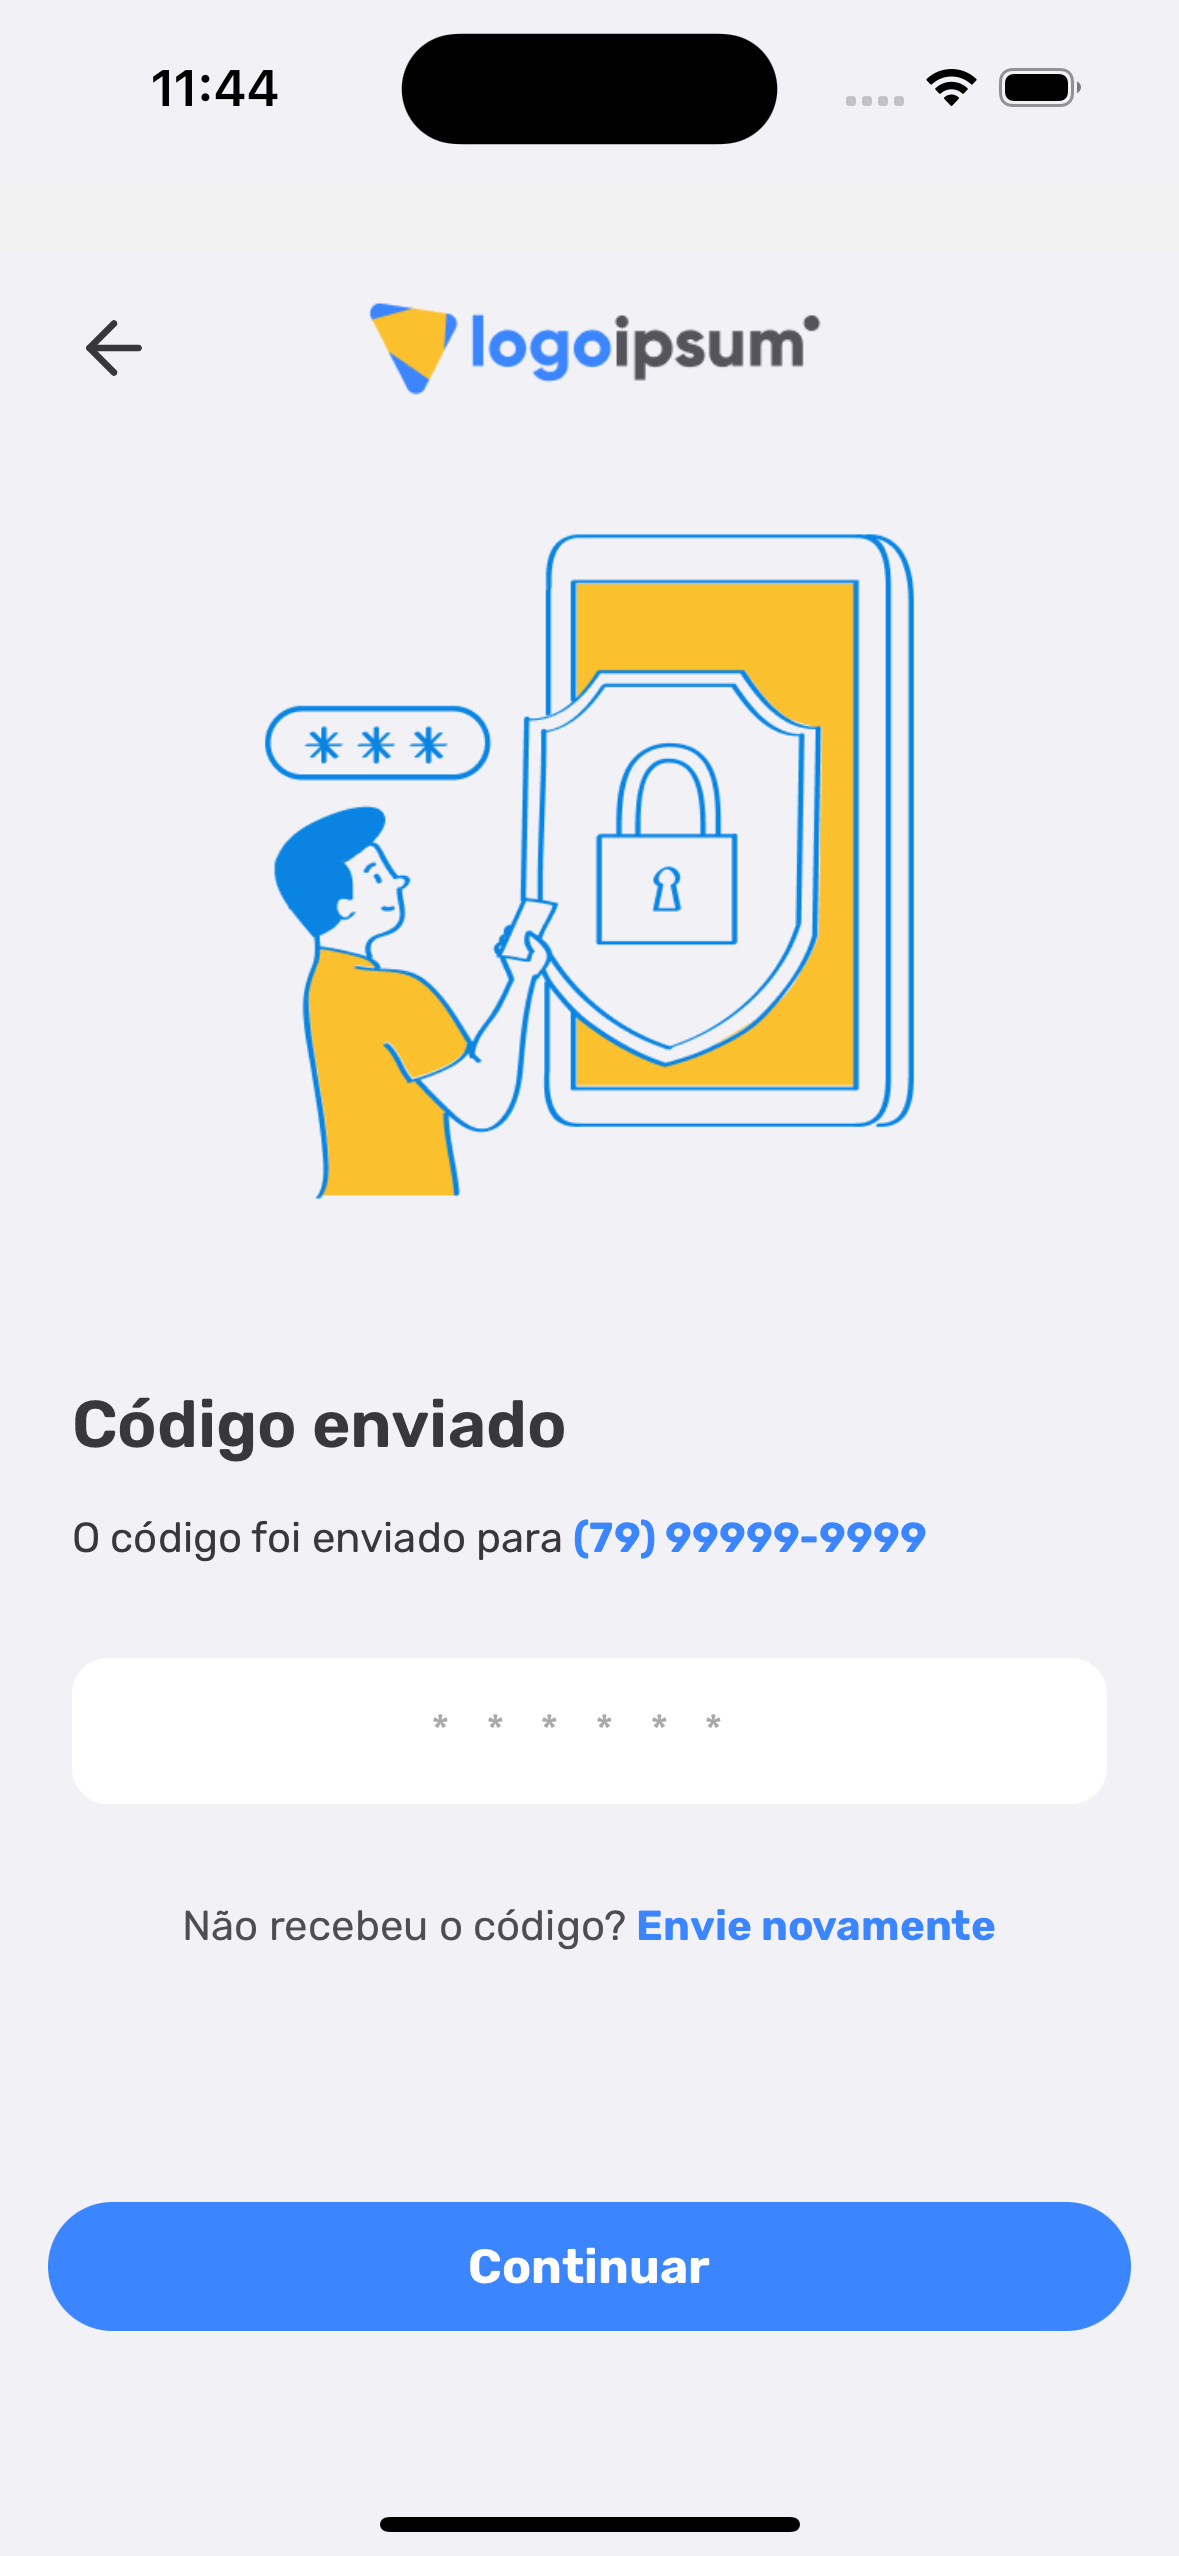 11:44
logoipsum
* * *
Código enviado
O código foi enviado para (79) 99999-9999
* * * * * *
Não recebeu o código? Envie novamente
Continuar